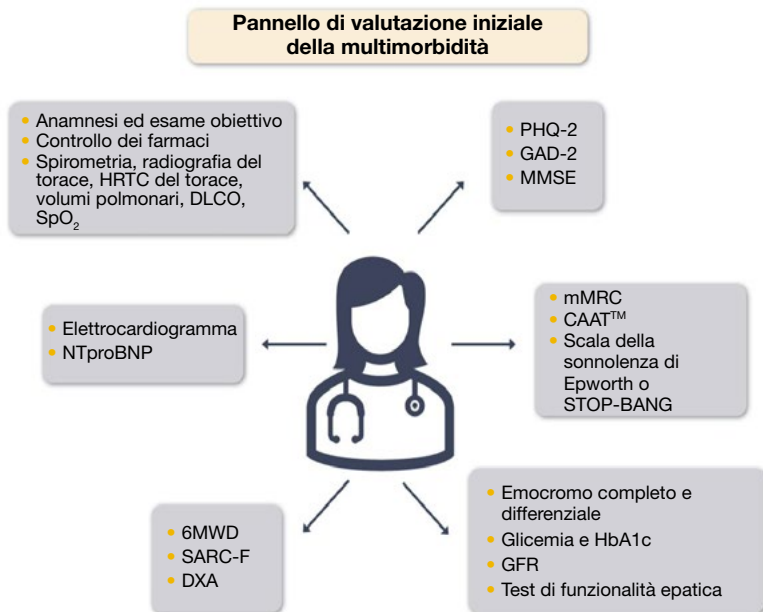 Pannello di valutazione iniziale
della multimorbidità
• Anamnesi ed esame obiettivo
• Controllo dei farmaci
• Spirometria, radiografia del
torace, HRTC del torace,
volumi polmonari, DLCO,
SpO₂
• PHQ-2
• GAD-2
• MMSE
• Elettrocardiogramma
• NTproBNP
• mMRC
• CAAT™
• Scala della
sonnolenza di
Epworth o
STOP-BANG
• 6MWD
• SARC-F
• DXA
• Emocromo completo e
differenziale
• Glicemia e HbA1c
• GFR
• Test di funzionalità epatica